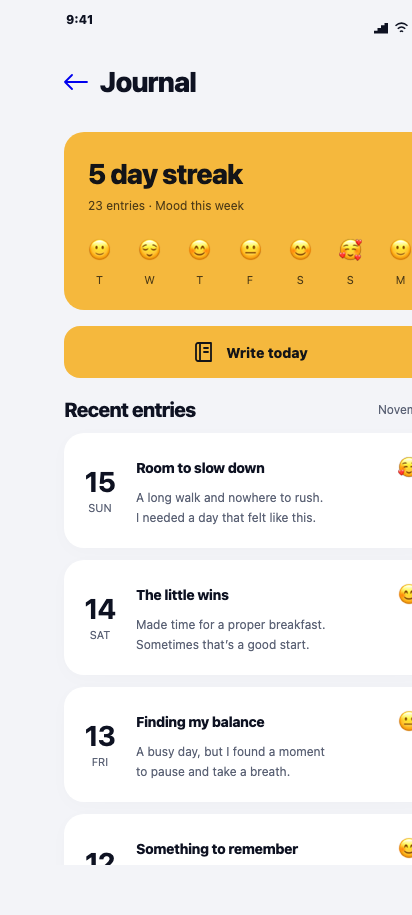 9:41
Journal
5 day streak
23 entries · Mood this week
T W T F S S M
Write today
Recent entries
15
SUN
Room to slow down
A long walk and nowhere to rush.
I needed a day that felt like this.
14
SAT
The little wins
Made time for a proper breakfast.
Sometimes that’s a good start.
13
FRI
Finding my balance
A busy day, but I found a moment
to pause and take a breath.
12
Something to remember